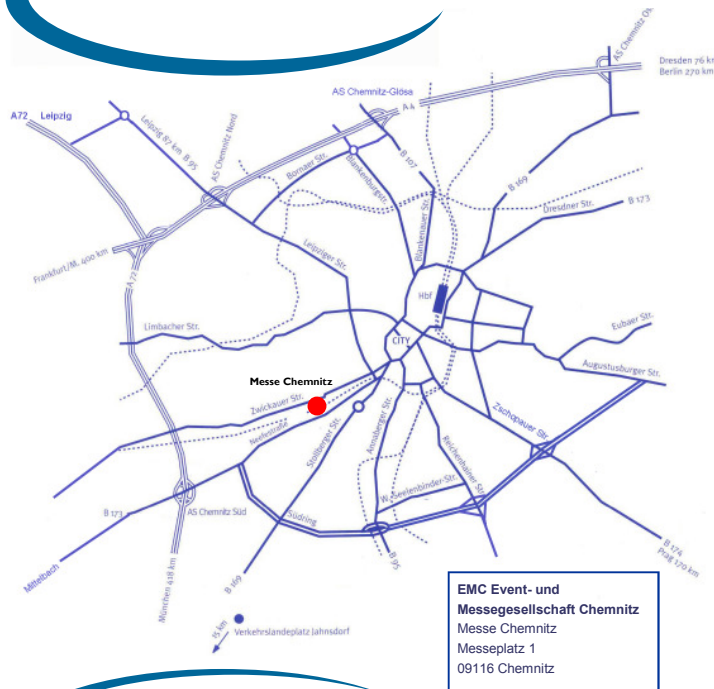 AS Chemnitz Os
Dresden 76 km
Berlin 270 km
AS Chemnitz-Glösa
A 4
A72 Leipzig
Leipzig 87 km B 95
AS Chemnitz Nord
Bornaer Str.
Blankenburgstr.
B 107
B 169
Blankenauer Str.
Dresdner Str.
B 173
Frankfurt/M. 400 km
A 72
Leipziger Str.
Hbf
Limbacher Str.
CITY
Eubaer Str.
Augustusburger Str.
Messe Chemnitz
Zwickauer Str.
Neefestraße
Stollberger Str.
Annaberger Str.
Zschopauer Str.
Reichenhainer Str.
W.-Seelenbinder-Str.
B 173
AS Chemnitz Süd
Südring
Mittelbach
München 418 km
B 169
B 95
B 174
Prag 170 km
15 km
Verkehrslandeplatz Jahnsdorf
EMC Event- und
Messegesellschaft Chemnitz
Messe Chemnitz
Messeplatz 1
09116 Chemnitz